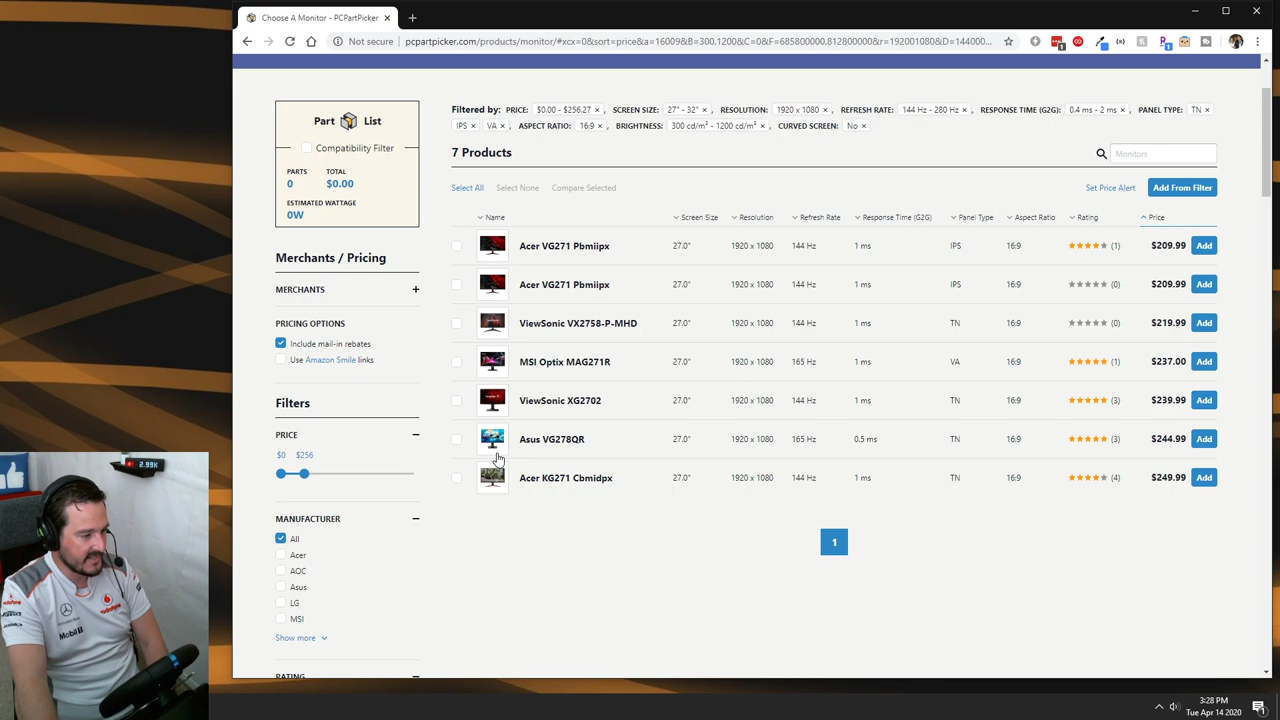 Choose A Monitor - PCPartPicker
Not secure | pcpartpicker.com/products/monitor/#xcx=0&sort=price&a=16009&B=300,1200&C=0&F=685800000,812800000&r=192001080&D=144000...
Part List
Compatibility Filter
PARTS TOTAL
0 $0.00
ESTIMATED WATTAGE
0W
Merchants / Pricing
MERCHANTS +
PRICING OPTIONS
Include mail-in rebates
Use Amazon Smile links
Filters
PRICE
$0 $256
MANUFACTURER
All
Acer
AOC
Asus
LG
MSI
Show more
RATING
Filtered by: PRICE: $0.00 - $256.27 ×, SCREEN SIZE: 27" - 32" ×, RESOLUTION: 1920 x 1080 ×, REFRESH RATE: 144 Hz - 280 Hz ×, RESPONSE TIME (G2G): 0.4 ms - 2 ms ×, PANEL TYPE: TN ×
IPS × VA ×, ASPECT RATIO: 16:9 ×, BRIGHTNESS: 300 cd/m² - 1200 cd/m² ×, CURVED SCREEN: No ×
7 Products
Monitors
Select All Select None Compare Selected Set Price Alert Add From Filter
Name Screen Size Resolution Refresh Rate Response Time (G2G) Panel Type Aspect Ratio Rating Price
Acer VG271 Pbmiipx 27.0" 1920 x 1080 144 Hz 1 ms IPS 16:9 (1) $209.99 Add
Acer VG271 Pbmiipx 27.0" 1920 x 1080 144 Hz 1 ms IPS 16:9 (0) $209.99 Add
ViewSonic VX2758-P-MHD 27.0" 1920 x 1080 144 Hz 1 ms TN 16:9 (0) $219.99 Add
MSI Optix MAG271R 27.0" 1920 x 1080 165 Hz 1 ms VA 16:9 (1) $237.00 Add
ViewSonic XG2702 27.0" 1920 x 1080 144 Hz 1 ms TN 16:9 (3) $239.99 Add
Asus VG278QR 27.0" 1920 x 1080 165 Hz 0.5 ms TN 16:9 (3) $244.99 Add
Acer KG271 Cbmidpx 27.0" 1920 x 1080 144 Hz 1 ms TN 16:9 (4) $249.99 Add
1
2.99K
vodafone
Mobil 1
3:28 PM
Tue Apr 14 2020